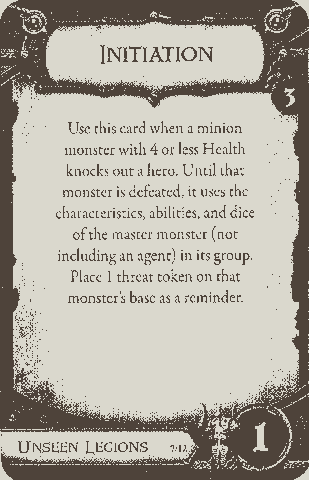 INITIATION
3
Use this card when a minion
monster with 4 or less Health
knocks out a hero. Until that
monster is defeated, it uses the
characteristics, abilities, and dice
of the master monster (not
including an agent) in its group.
Place 1 threat token on that
monster's base as a reminder.
UNSEEN LEGIONS 7/12
1